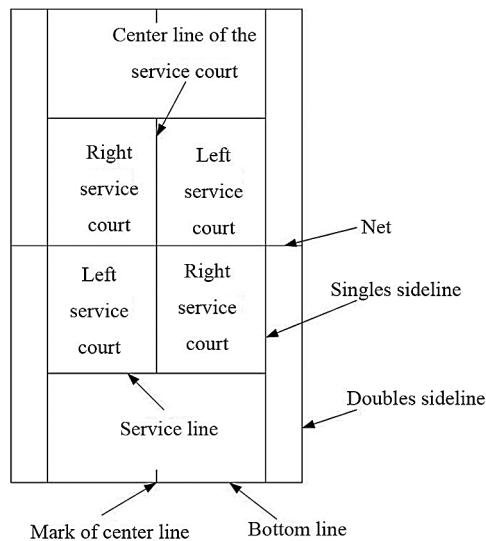 Center line of the
service court
Right
service
court
Left
service
court
Net
Left
service
court
Right
service
court
Singles sideline
Doubles sideline
Service line
Mark of center line
Bottom line